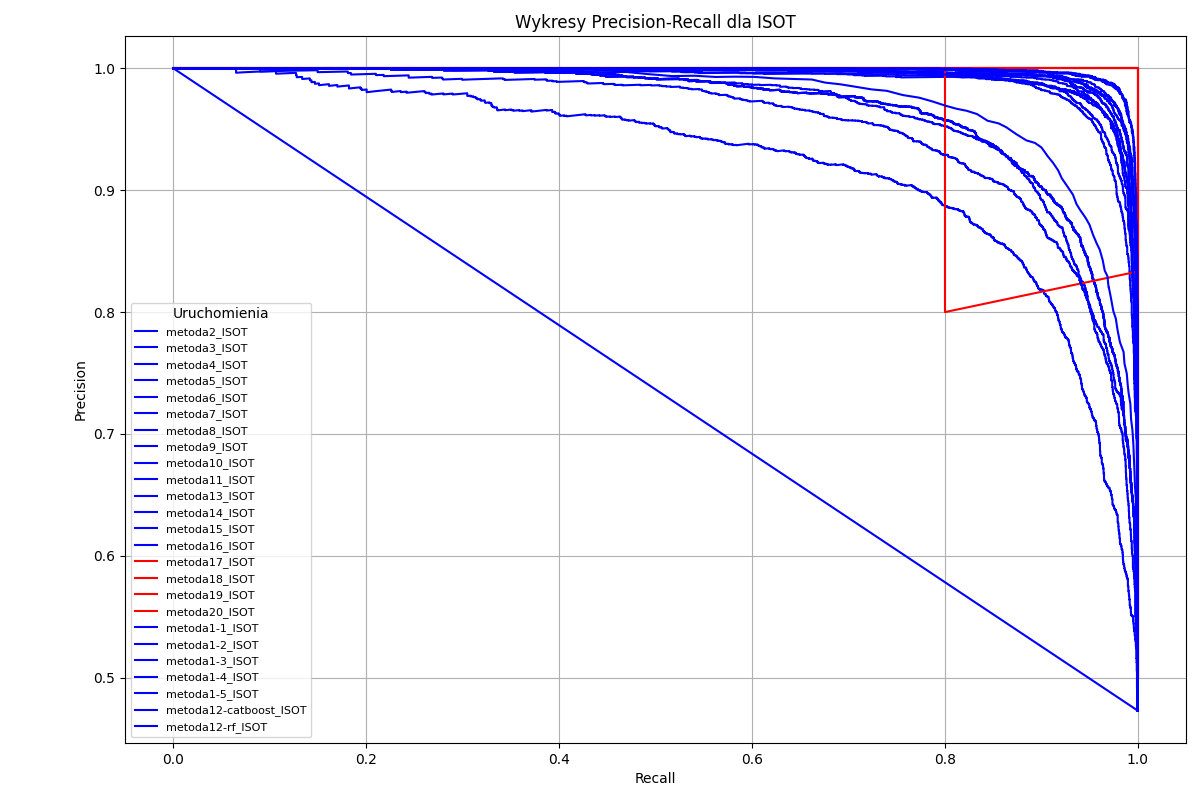 Wykresy Precision-Recall dla ISOT
1.0
0.9
0.8
0.7
0.6
0.5
Precision
Uruchomienia
metoda2_ISOT
metoda3_ISOT
metoda4_ISOT
metoda5_ISOT
metoda6_ISOT
metoda7_ISOT
metoda8_ISOT
metoda9_ISOT
metoda10_ISOT
metoda11_ISOT
metoda13_ISOT
metoda14_ISOT
metoda15_ISOT
metoda16_ISOT
metoda17_ISOT
metoda18_ISOT
metoda19_ISOT
metoda20_ISOT
metoda1-1_ISOT
metoda1-2_ISOT
metoda1-3_ISOT
metoda1-4_ISOT
metoda1-5_ISOT
metoda12-catboost_ISOT
metoda12-rf_ISOT
0.0 0.2 0.4 0.6 0.8 1.0
Recall